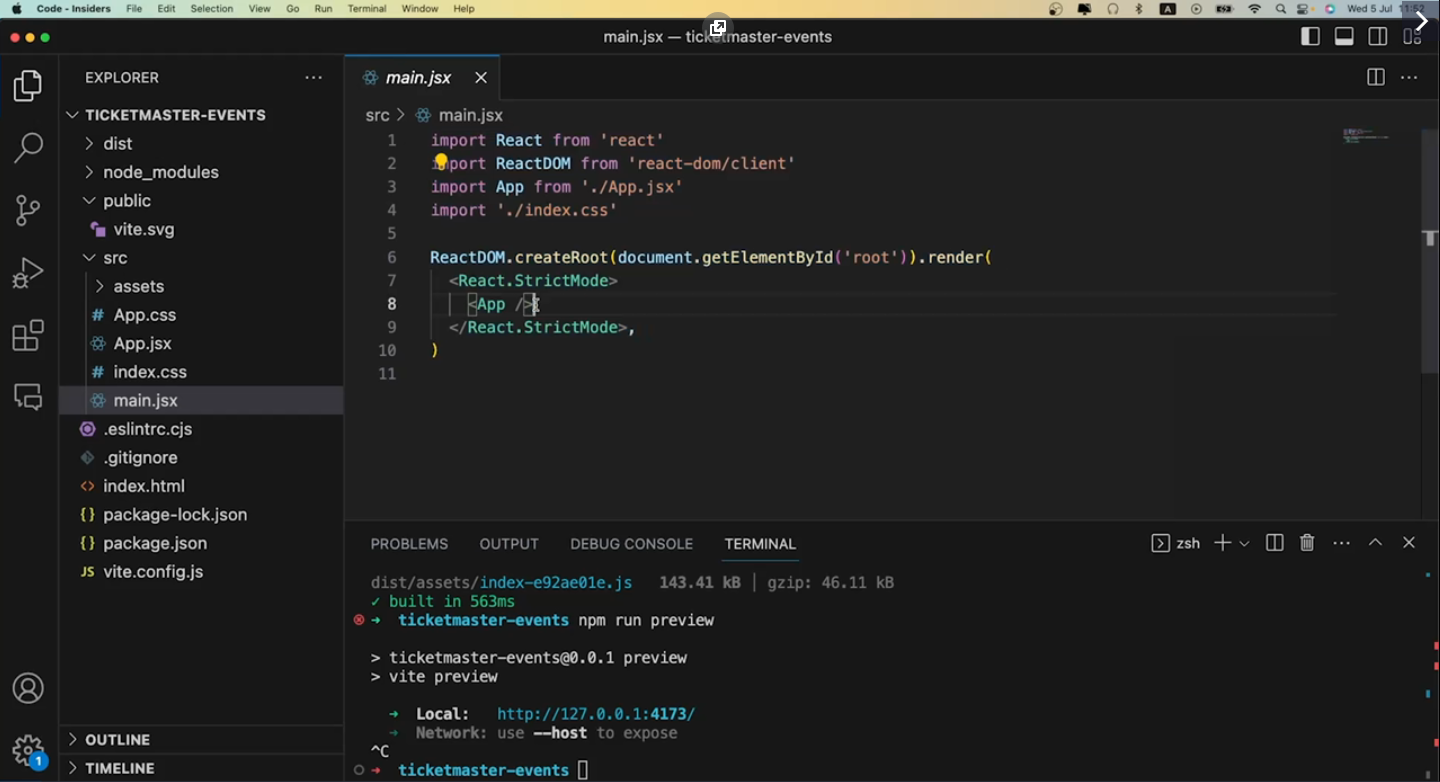 Code - Insiders File Edit Selection View Go Run Terminal Window Help A Wed 5 Jul 11:52
main.jsx — ticketmaster-events
EXPLORER
TICKETMASTER-EVENTS
dist
node_modules
public
vite.svg
src
assets
# App.css
App.jsx
# index.css
main.jsx
.eslintrc.cjs
.gitignore
<> index.html
{} package-lock.json
{} package.json
JS vite.config.js
OUTLINE
TIMELINE
1
main.jsx
src > main.jsx
1 import React from 'react'
2 import ReactDOM from 'react-dom/client'
3 import App from './App.jsx'
4 import './index.css'
5
6 ReactDOM.createRoot(document.getElementById('root')).render(
7 <React.StrictMode>
8 <App />
9 </React.StrictMode>,
10 )
11
PROBLEMS OUTPUT DEBUG CONSOLE TERMINAL zsh
dist/assets/index-e92ae01e.js 143.41 kB | gzip: 46.11 kB
✓ built in 563ms
➜ ticketmaster-events npm run preview
> ticketmaster-events@0.0.1 preview
> vite preview
➜ Local: http://127.0.0.1:4173/
➜ Network: use --host to expose
^C
➜ ticketmaster-events